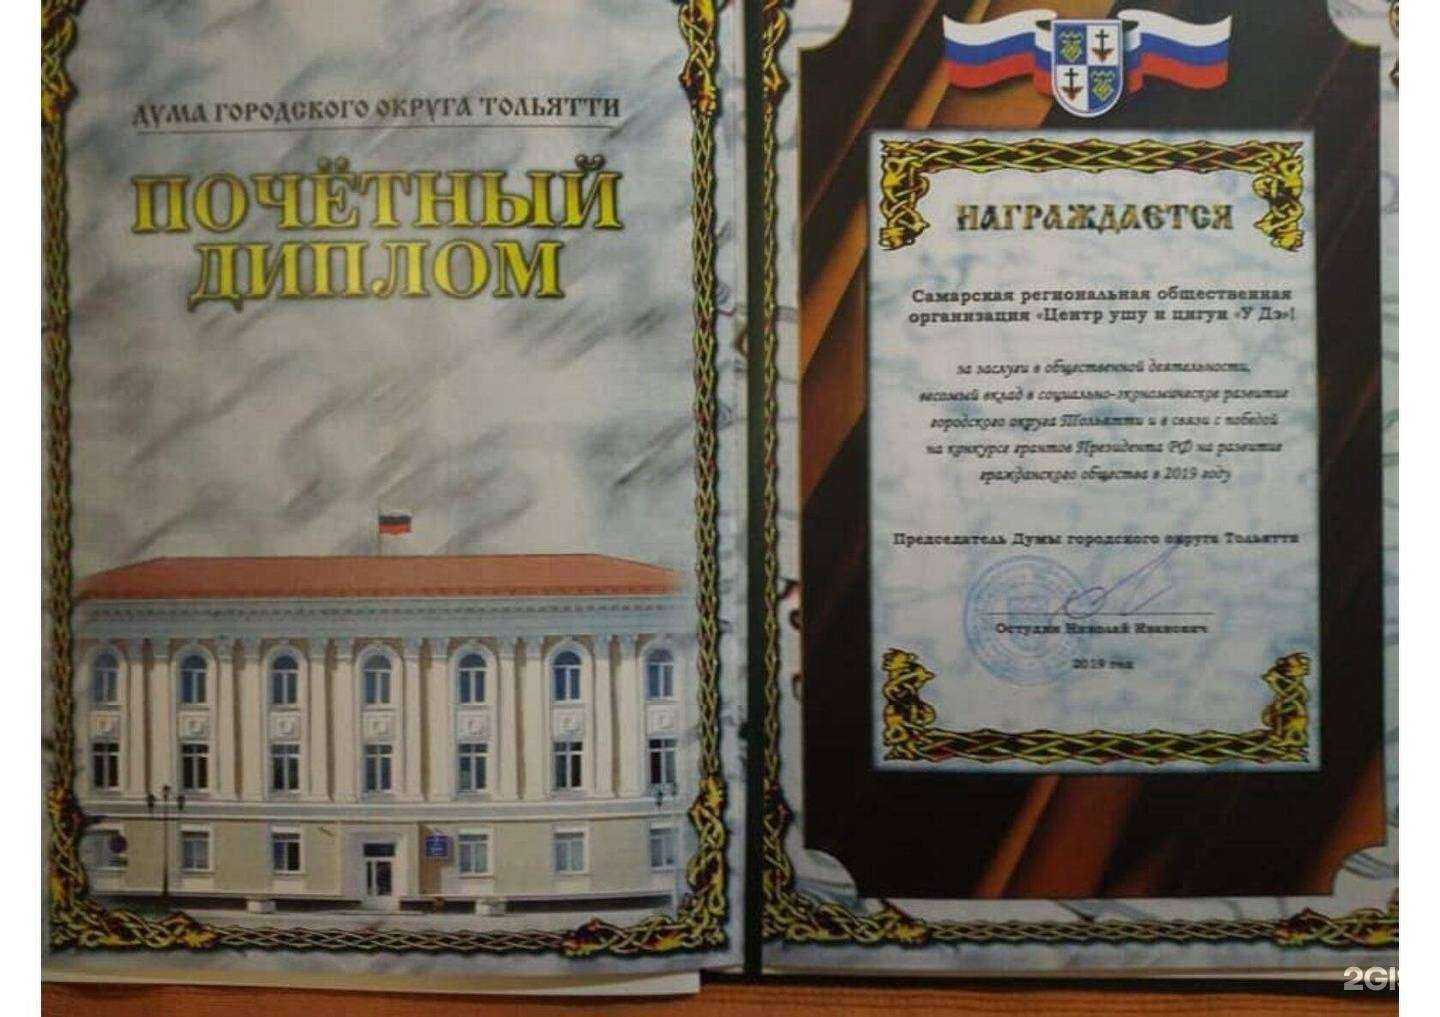 ДУМА ГОРОДСКОГО ОКРУГА ТОЛЬЯТТИ
ПОЧЁТНЫЙ
ДИПЛОМ
НАГРАЖДАЕТСЯ
Самарская региональная общественная
организация «Центр ушу и цигун «У Дэ»!
за заслуги в общественной деятельности,
весомый вклад в социально-экономическое развитие
городского округа Тольятти и в связи с победой
на конкурсе грантов Президента РФ на развитие
гражданского общества в 2019 году
Председатель Думы городского округа Тольятти
Остудин Николай Иванович
2019 год
2GIS